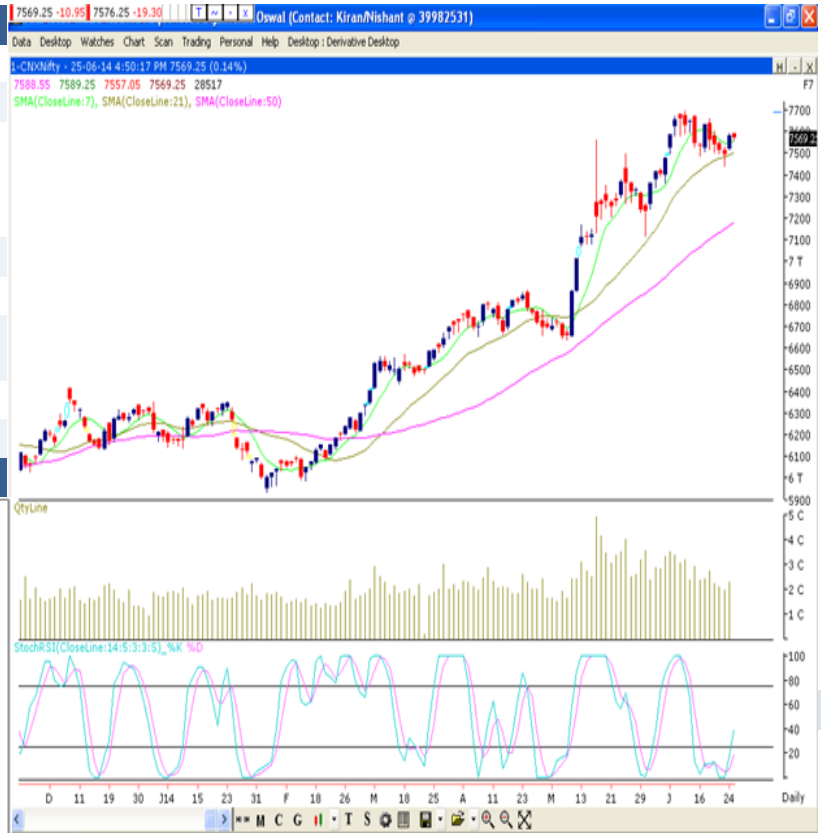 7569.25 -10.95 7576.25 -19.30 T ~ - x Oswal (Contact: Kiran/Nishant @ 39982531)
Data Desktop Watches Chart Scan Trading Personal Help Desktop : Derivative Desktop
1-CNXNifty - 25-06-14 4:50:17 PM 7569.25 (0.14%) M - X
7588.55 7589.25 7557.05 7569.25 28517 F7
SMA(CloseLine:7), SMA(CloseLine:21), SMA(CloseLine:50)
7700
7569.2
7500
7400
7300
7200
7100
7 T
6900
6800
6700
6600
6500
6400
6300
6200
6100
6 T
5900
QtyLine
5 C
4 C
3 C
2 C
1 C
StochRSI(CloseLine:14:5:3:3:S)_%K %D
100
80
60
40
20
D 11 19 30 J14 15 23 31 F 18 26 M 18 25 A 11 23 M 13 21 29 J 16 24 Daily
M C G T S